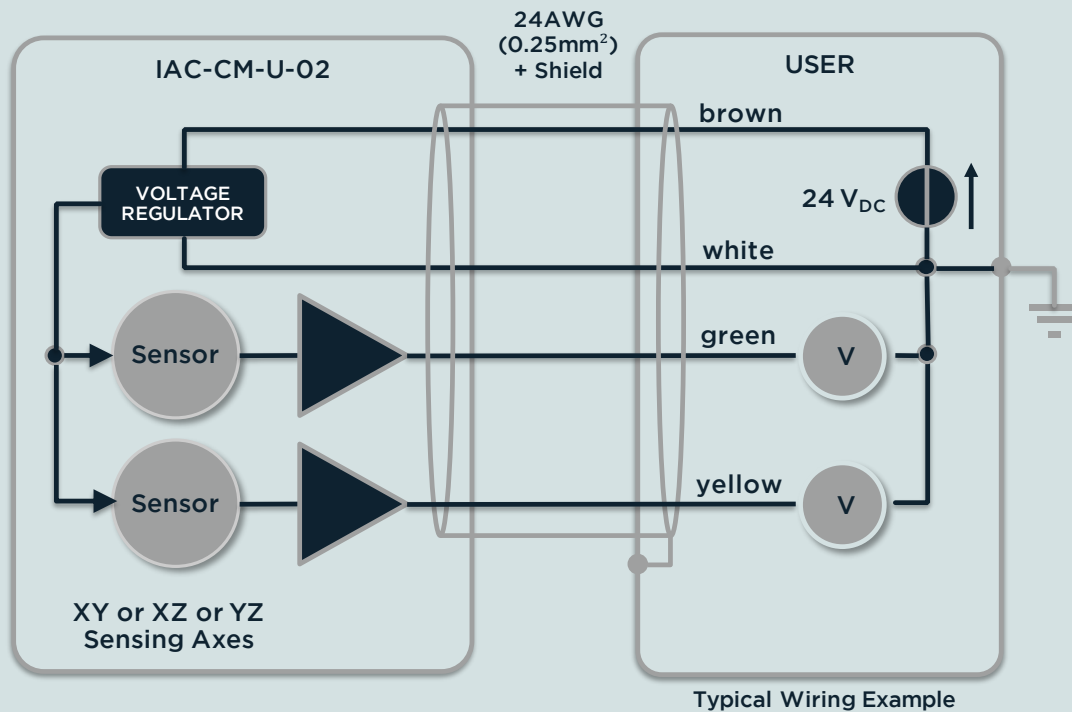 24AWG
(0.25mm²)
+ Shield
IAC-CM-U-02
USER
brown
VOLTAGE
REGULATOR
24 VDC
white
green
Sensor
V
yellow
Sensor
V
XY or XZ or YZ
Sensing Axes
Typical Wiring Example